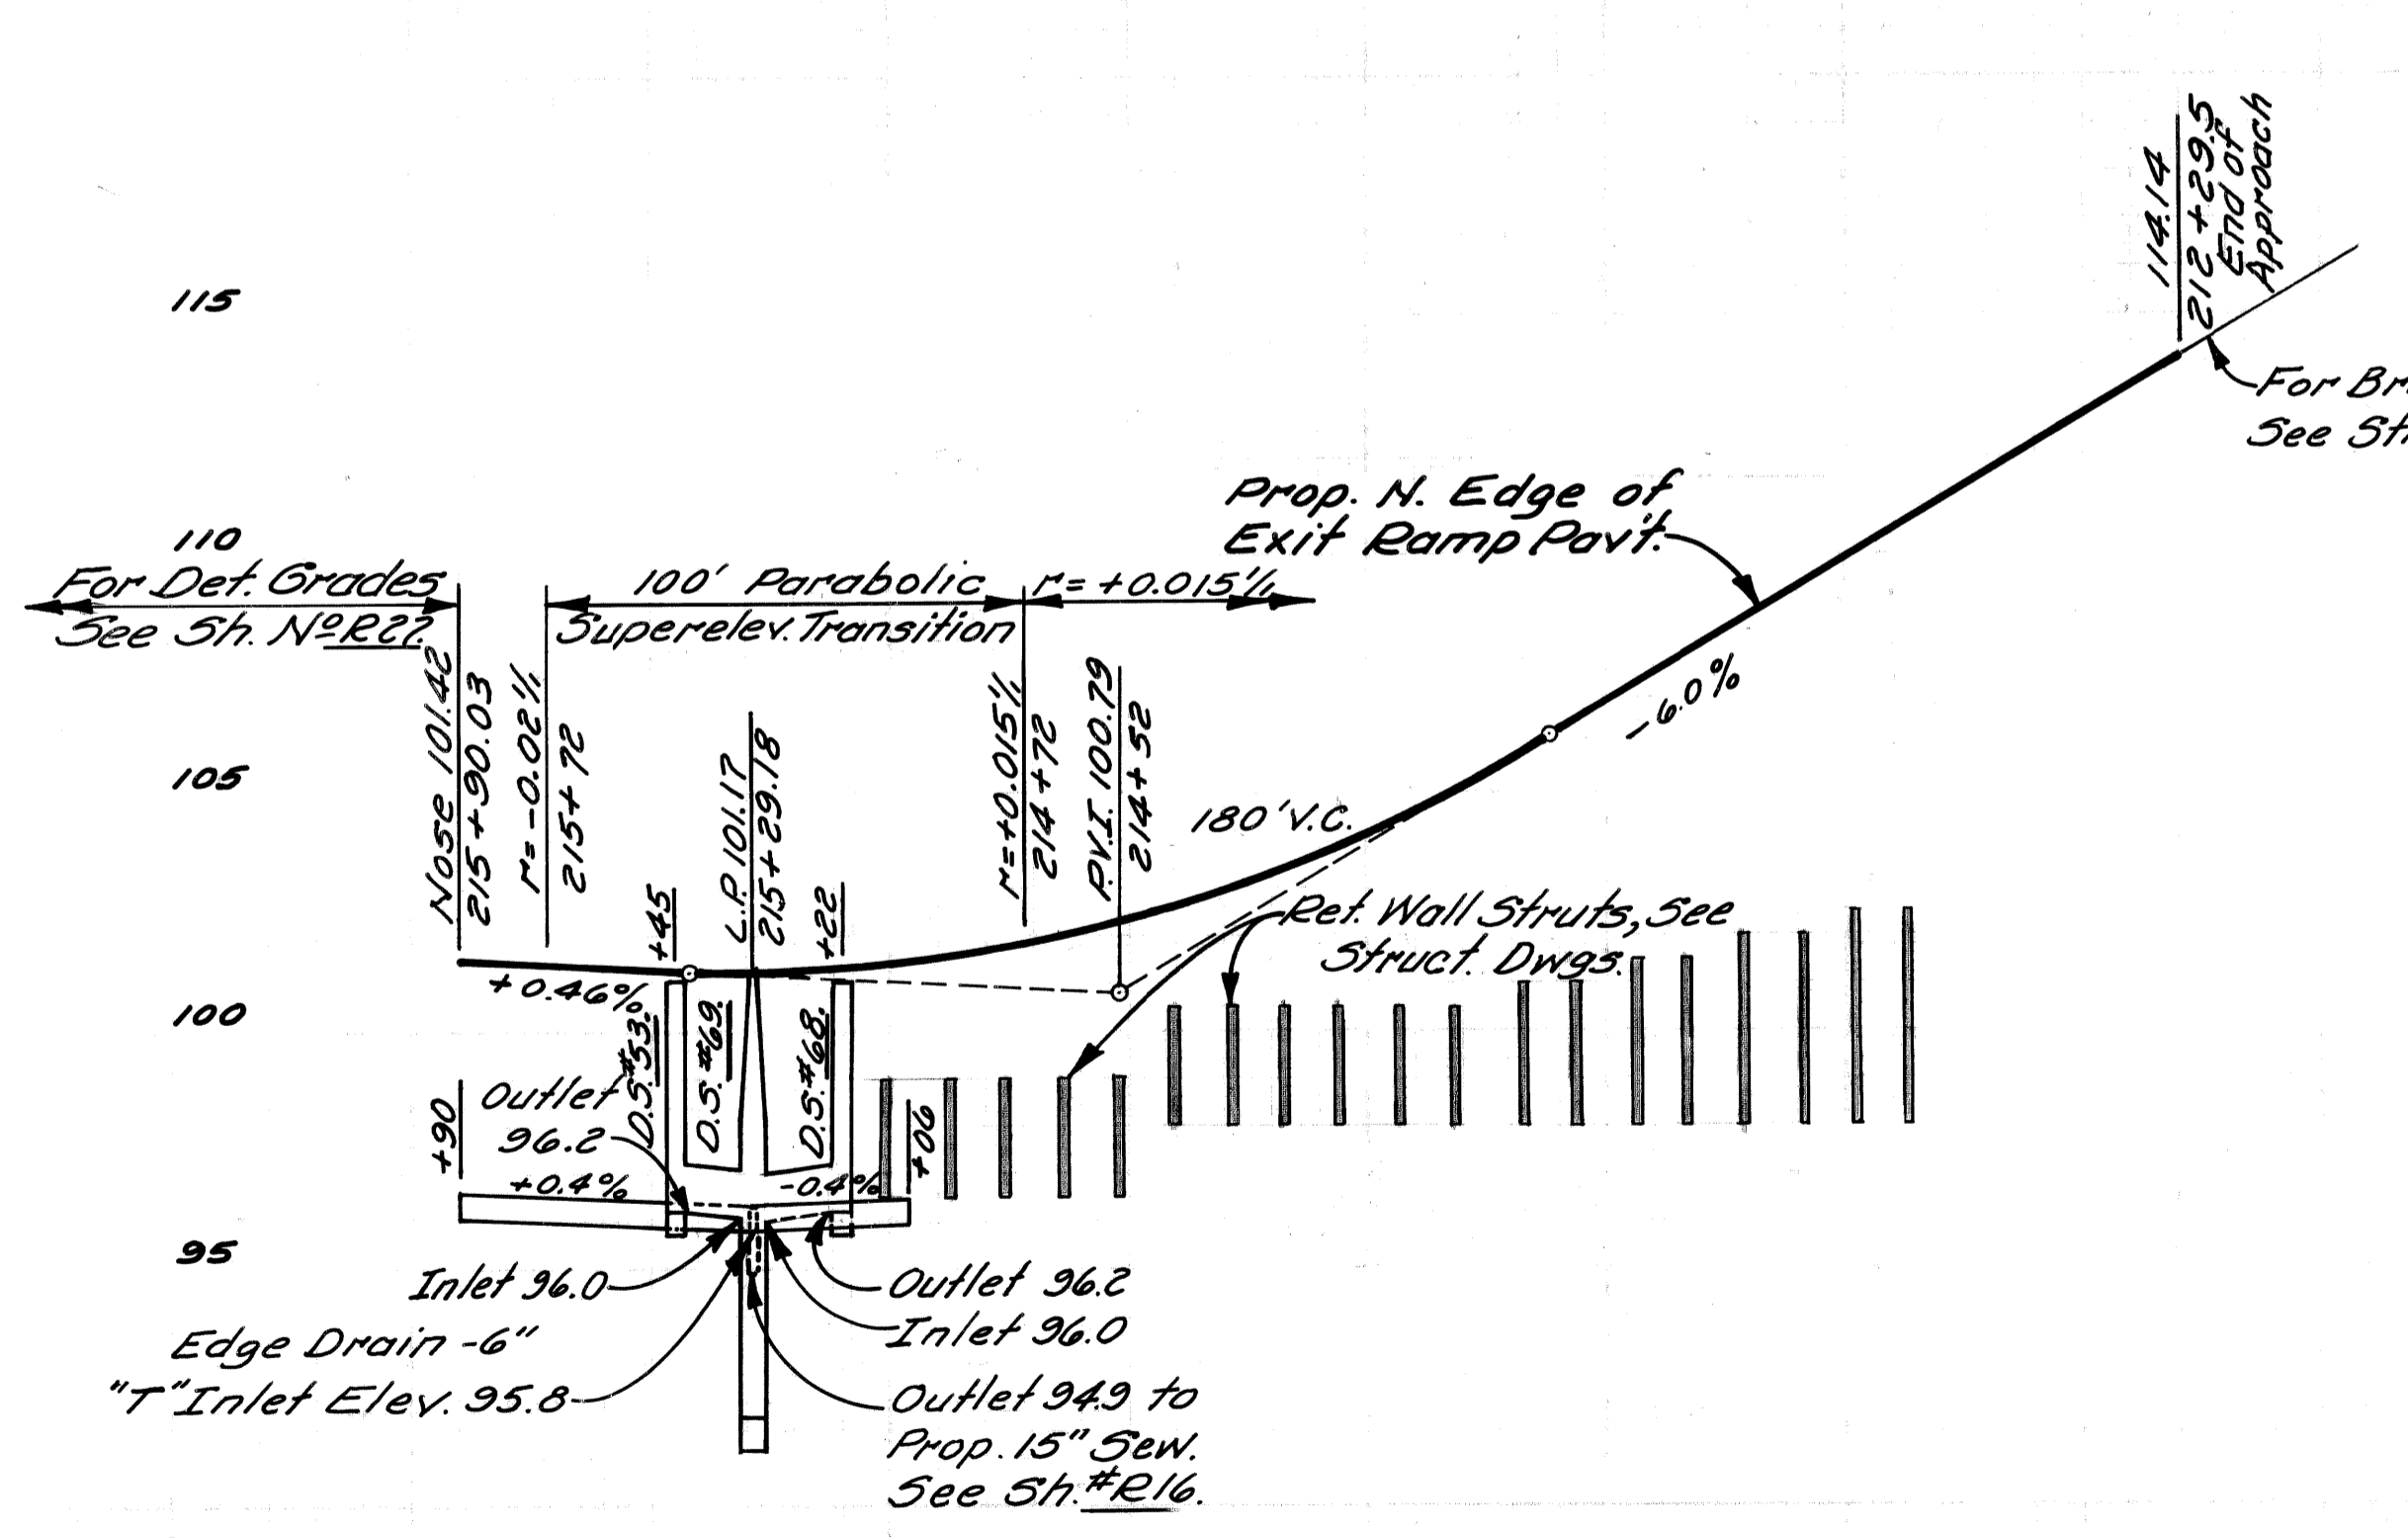 115
110
105
100
95
For Det. Grades
See Sh. Nº R22.
100' Parabolic
Superelev. Transition
r= +0.015'/,
Nose 101.42
215+90.03
r=-0.02'/,
215+72
+45
L.P. 101.17
215+29.18
+22
r=+0.015'/,
214+72
P.V.I. 100.79
214+52
180' V.C.
Prop. N. Edge of
Exit Ramp Pav't.
-6.0%
114.14
212+29.5
End of
Approach
For Br
See St
Ret. Wall Struts, See
Struct. Dwgs.
+0.46%
D.S. #53.
D.S. #69.
D.S. #68.
Outlet
96.2
+90
+06
+0.4%
-0.4%
Inlet 96.0
Edge Drain -6"
"T" Inlet Elev. 95.8
Outlet 96.2
Inlet 96.0
Outlet 94.9 to
Prop. 15" Sew.
See Sh. #R16.